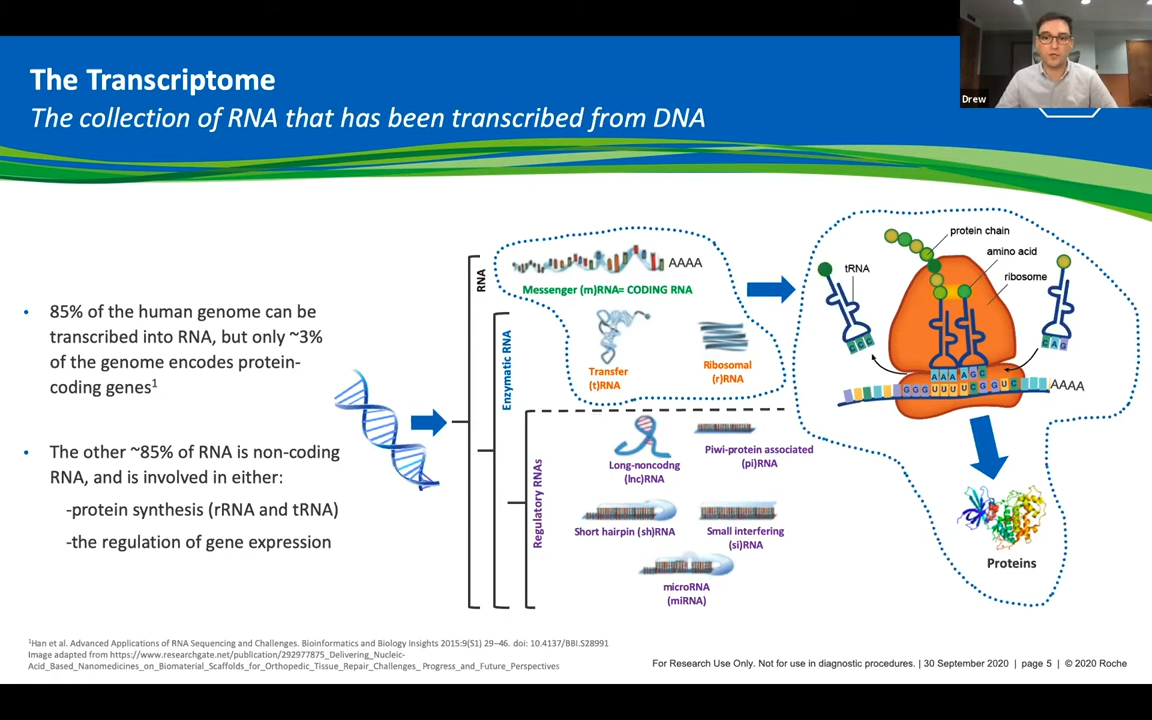 Drew
The Transcriptome
The collection of RNA that has been transcribed from DNA
• 85% of the human genome can be
transcribed into RNA, but only ~3%
of the genome encodes protein-
coding genes1
• The other ~85% of RNA is non-coding
RNA, and is involved in either:
-protein synthesis (rRNA and tRNA)
-the regulation of gene expression
RNA
Enzymatic RNA
Regulatory RNAs
AAAA
Messenger (m)RNA= CODING RNA
Transfer
(t)RNA
Ribosomal
(r)RNA
Long-noncodng
(lnc)RNA
Piwi-protein associated
(pi)RNA
Short hairpin (sh)RNA
Small interfering
(si)RNA
microRNA
(miRNA)
protein chain
amino acid
ribosome
tRNA
CCC
CAG
AAA AGC
GGGUUUUCGGUC
AAAA
Proteins
1Han et al. Advanced Applications of RNA Sequencing and Challenges. Bioinformatics and Biology Insights 2015:9(S1) 29–46. doi: 10.4137/BBI.S28991
Image adapted from https://www.researchgate.net/publication/292977875_Delivering_Nucleic-
Acid_Based_Nanomedicines_on_Biomaterial_Scaffolds_for_Orthopedic_Tissue_Repair_Challenges_Progress_and_Future_Perspectives
For Research Use Only. Not for use in diagnostic procedures. | 30 September 2020 | page 5 | © 2020 Roche